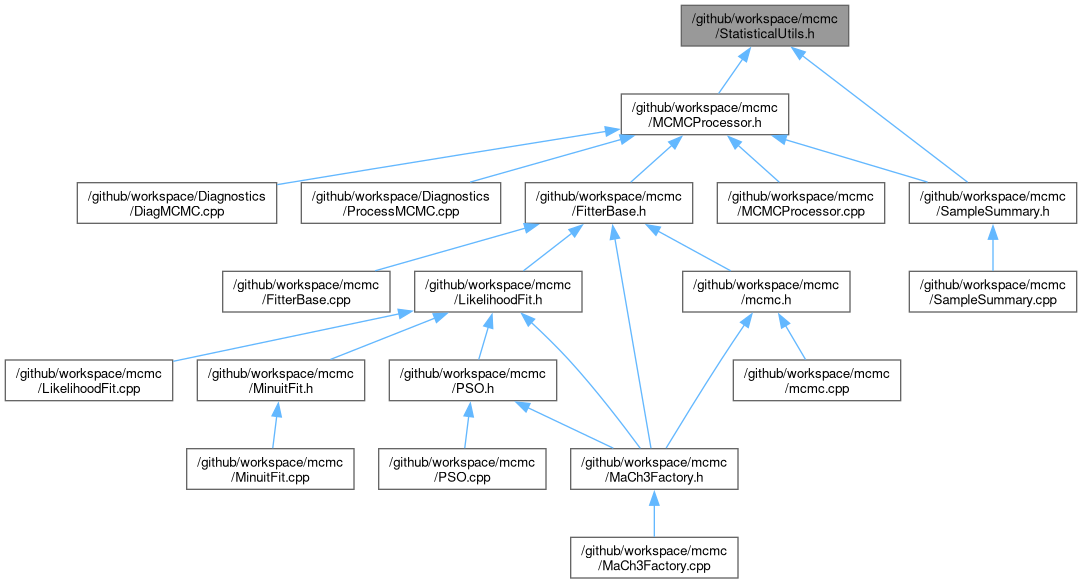 /github/workspace/mcmc
/StatisticalUtils.h
/github/workspace/mcmc
/MCMCProcessor.h
/github/workspace/Diagnostics
/DiagMCMC.cpp
/github/workspace/Diagnostics
/ProcessMCMC.cpp
/github/workspace/mcmc
/FitterBase.h
/github/workspace/mcmc
/MCMCProcessor.cpp
/github/workspace/mcmc
/SampleSummary.h
/github/workspace/mcmc
/FitterBase.cpp
/github/workspace/mcmc
/LikelihoodFit.h
/github/workspace/mcmc
/mcmc.h
/github/workspace/mcmc
/SampleSummary.cpp
/github/workspace/mcmc
/LikelihoodFit.cpp
/github/workspace/mcmc
/MinuitFit.h
/github/workspace/mcmc
/PSO.h
/github/workspace/mcmc
/mcmc.cpp
/github/workspace/mcmc
/MinuitFit.cpp
/github/workspace/mcmc
/PSO.cpp
/github/workspace/mcmc
/MaCh3Factory.h
/github/workspace/mcmc
/MaCh3Factory.cpp